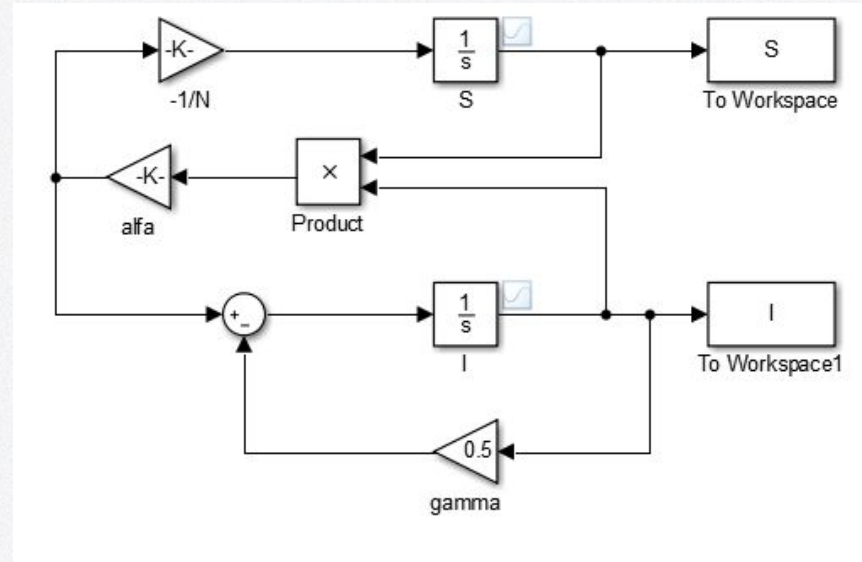 -K-
-1/N
1
s
S
S
To Workspace
-K-
alfa
×
Product
+
−
1
s
I
I
To Workspace1
0.5
gamma